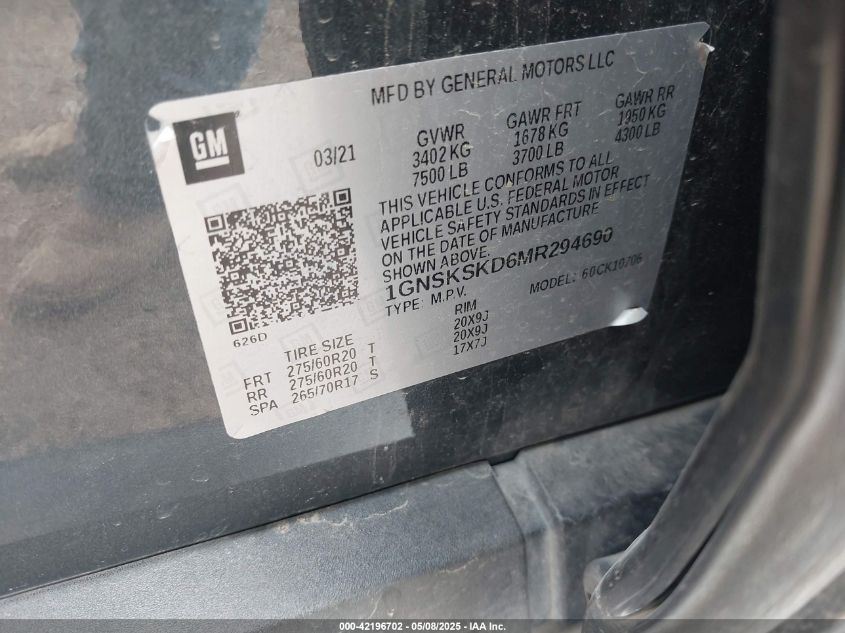 MFD BY GENERAL MOTORS LLC
GM
03/21
GVWR
3402 KG
7500 LB
GAWR FRT
1678 KG
3700 LB
GAWR RR
1950 KG
4300 LB
THIS VEHICLE CONFORMS TO ALL
APPLICABLE U.S. FEDERAL MOTOR
VEHICLE SAFETY STANDARDS IN EFFECT
ON THE DATE OF MANUFACTURE
SHOWN ABOVE.
1GNSKSKD6MR294690
TYPE: M.P.V. MODEL: 60CK10706
626D
TIRE SIZE RIM
FRT 275/60R20 T 20X9J
RR 275/60R20 T 20X9J
SPA 265/70R17 S 17X7J
000-42196702 - 05/08/2025 - IAA Inc.